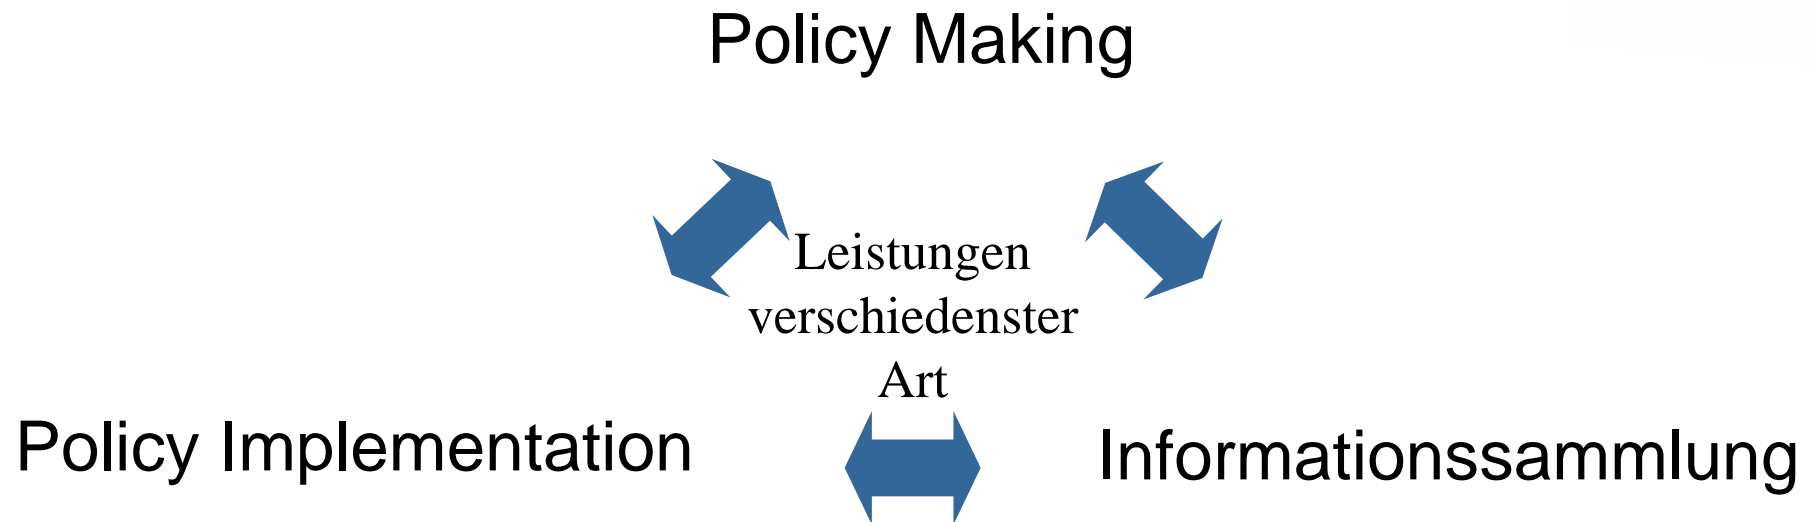 Policy Making
Leistungen
verschiedenster
Art
Policy Implementation
Informationssammlung